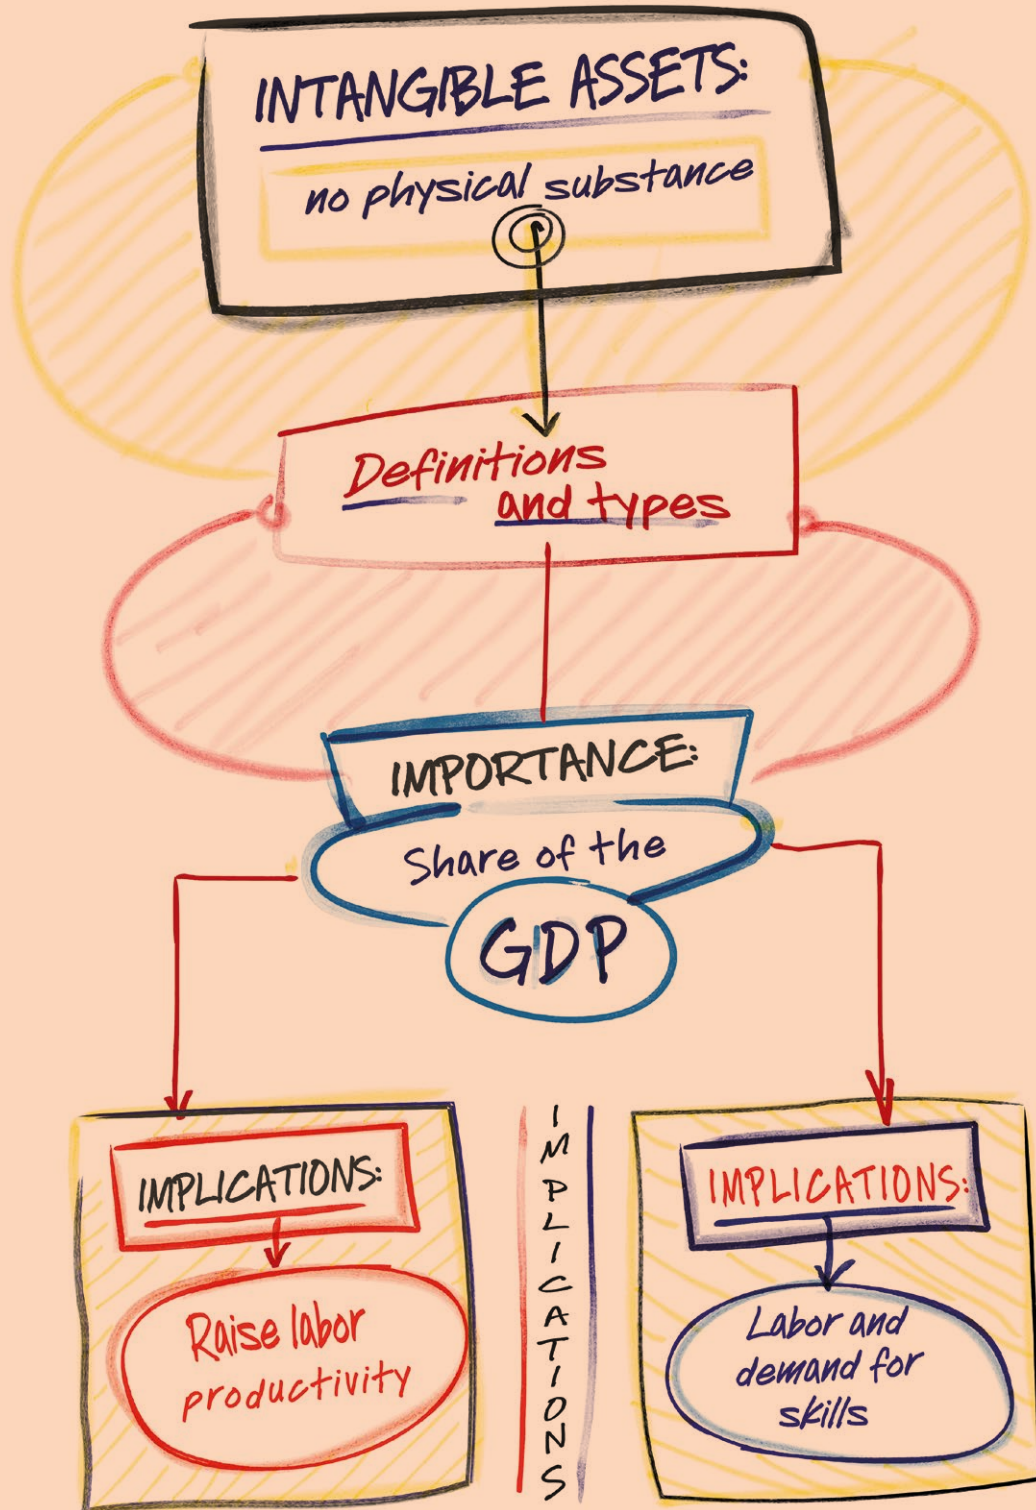 INTANGIBLE ASSETS:
no physical substance
Definitions
and types
IMPORTANCE:
Share of the
GDP
IMPLICATIONS:
Raise labor
productivity
IMPLICATIONS
IMPLICATIONS:
Labor and
demand for
skills